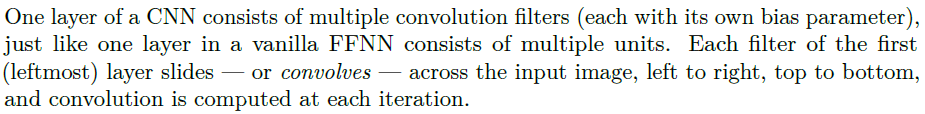 One layer of a CNN consists of multiple convolution filters (each with its own bias parameter),
just like one layer in a vanilla FFNN consists of multiple units. Each filter of the first
(leftmost) layer slides — or convolves — across the input image, left to right, top to bottom,
and convolution is computed at each iteration.